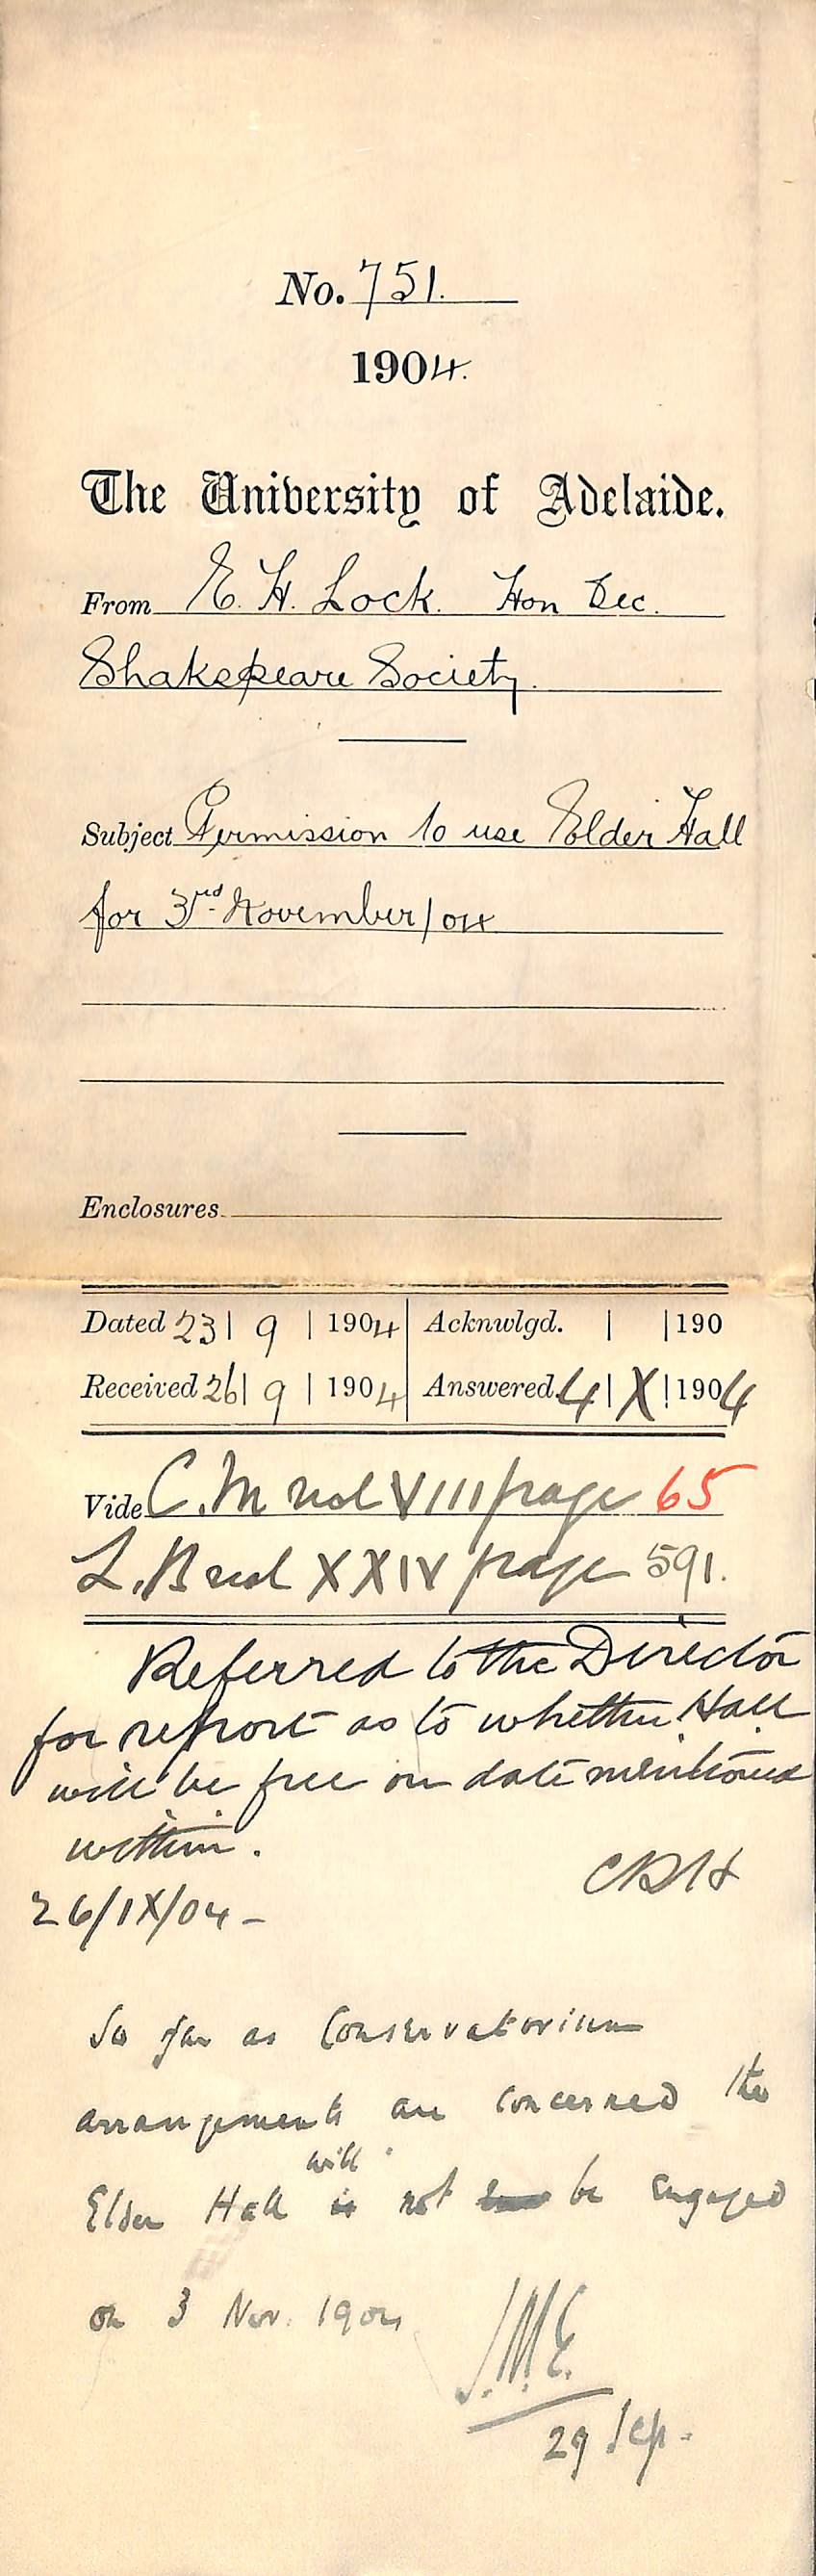 No. 751.
1904.
The University of Adelaide.
From E. H. Lock. Hon Sec.
Shakspeare Society.
Subject Permission to use Elder Hall
for 3rd. November/04
Enclosures
Dated 23| 9 | 1904 Acknwlgd. | |190
Received 26| 9 | 1904 Answered 4| X |1904
Vide C.M vol VIII page 65
L.B vol XXIV page 591.
Referred to the Director
for report as to whether Hall
will be free on date mentioned
within.
CRH
26/IX/04 -
So far as Conservatorium
arrangements are concerned the
will
Elder Hall is not be engaged
on 3 Nov. 1904
29 Sep.